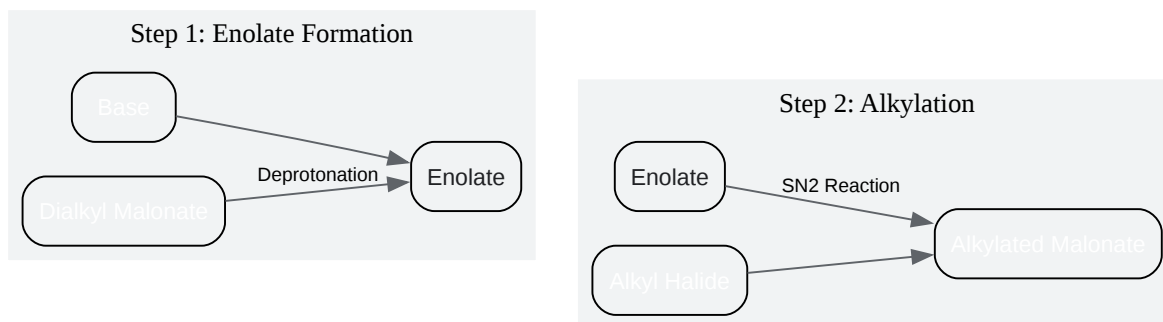 Step 1: Enolate Formation
Base
Deprotonation
Enolate
Dialkyl Malonate
Step 2: Alkylation
Enolate
SN2 Reaction
Alkylated Malonate
Alkyl Halide